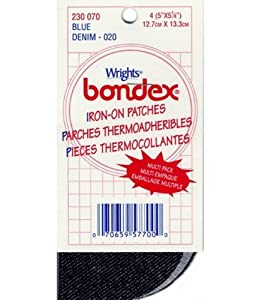 230 070
BLUE
DENIM - 020
4 (5"X5¼")
12.7CM X 13.3CM
Wrights®
bondex®
IRON-ON PATCHES
PARCHES THERMOADHERIBLES
PIECES THERMOCOLLANTES
MULTI PACK
MULTI EMPAQUE
EMBALLAGE MULTIPLE
0 70659 57700 0